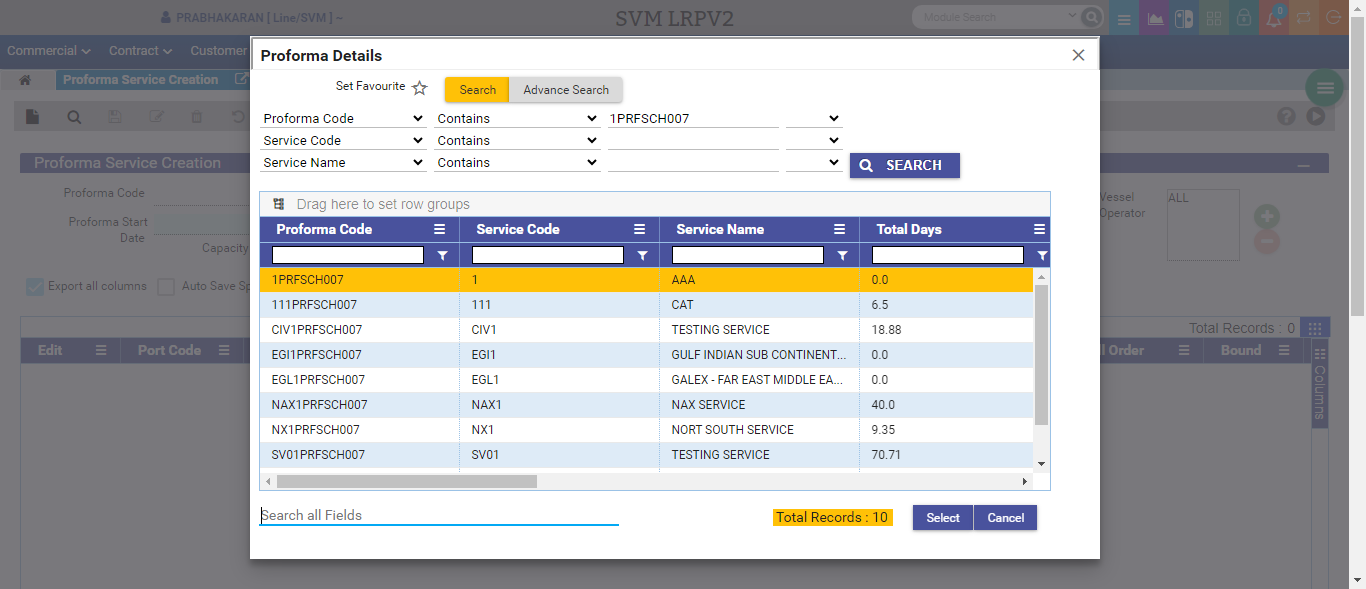 PRABHAKARAN [ Line/SVM ] ~
SVM LRPV2
Module Search
0
Commercial
Contract
Customer
Proforma Service Creation
Proforma Details
Set Favourite
Search
Advance Search
Proforma Code Contains 1PRFSCH007
Service Code Contains
Service Name Contains
SEARCH
Proforma Service Creation
Proforma Code
Proforma Start
Date
Capacity
Vessel
Operator
ALL
Export all columns
Auto Save Sp
Drag here to set row groups
Proforma Code Service Code Service Name Total Days
1PRFSCH007 1 AAA 0.0
111PRFSCH007 111 CAT 6.5
CIV1PRFSCH007 CIV1 TESTING SERVICE 18.88
EGI1PRFSCH007 EGI1 GULF INDIAN SUB CONTINENT... 0.0
EGL1PRFSCH007 EGL1 GALEX - FAR EAST MIDDLE EA... 0.0
NAX1PRFSCH007 NAX1 NAX SERVICE 40.0
NX1PRFSCH007 NX1 NORT SOUTH SERVICE 9.35
SV01PRFSCH007 SV01 TESTING SERVICE 70.71
Total Records : 0
Edit
Port Code
l Order
Bound
Columns
Search all Fields
Total Records : 10
Select
Cancel